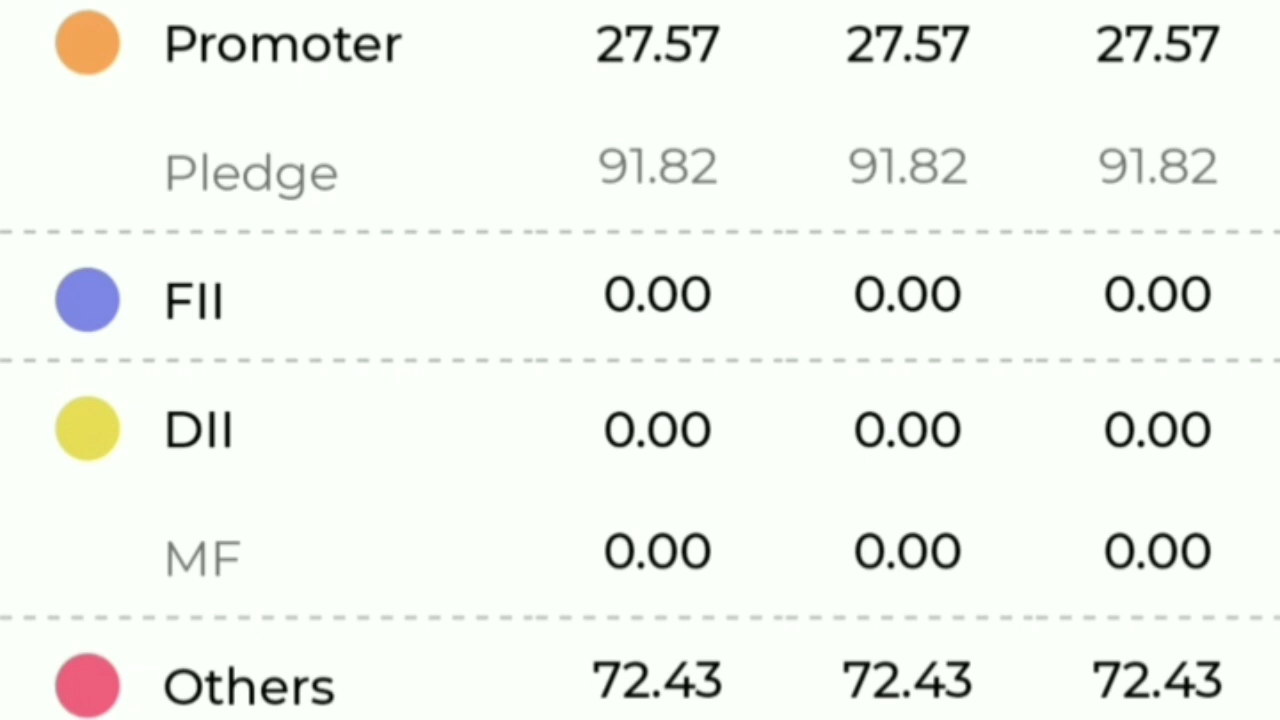 Promoter 27.57 27.57 27.57
Pledge 91.82 91.82 91.82
FII 0.00 0.00 0.00
DII 0.00 0.00 0.00
MF 0.00 0.00 0.00
Others 72.43 72.43 72.43